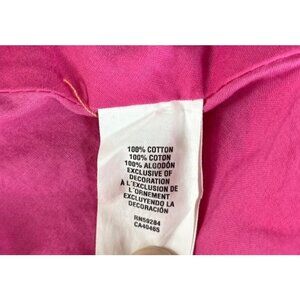 100% COTTON
100% COTON
100% ALGODÓN
EXCLUSIVE OF
DECORATION
À L'EXCLUSION DE
L'ORNEMENT
EXCLUYENDO LA
DECORACIÓN
RN59284
CA40465